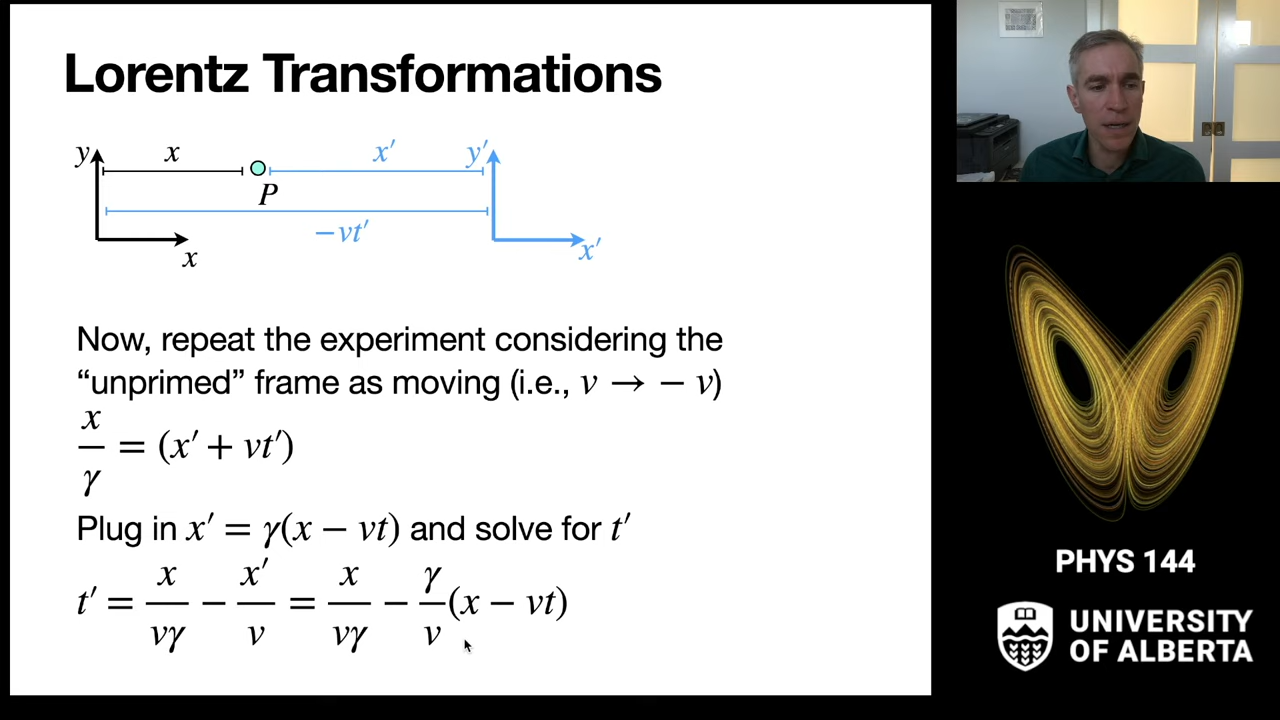 Lorentz Transformations
y x x′ y′
P
−vt′
x x′
Now, repeat the experiment considering the
“unprimed” frame as moving (i.e., v → − v)
x/γ = (x′ + vt′)
Plug in x′ = γ(x − vt) and solve for t′
t′ = x/vγ − x′/v = x/vγ − γ/v(x − vt)
PHYS 144
UNIVERSITY
OF ALBERTA